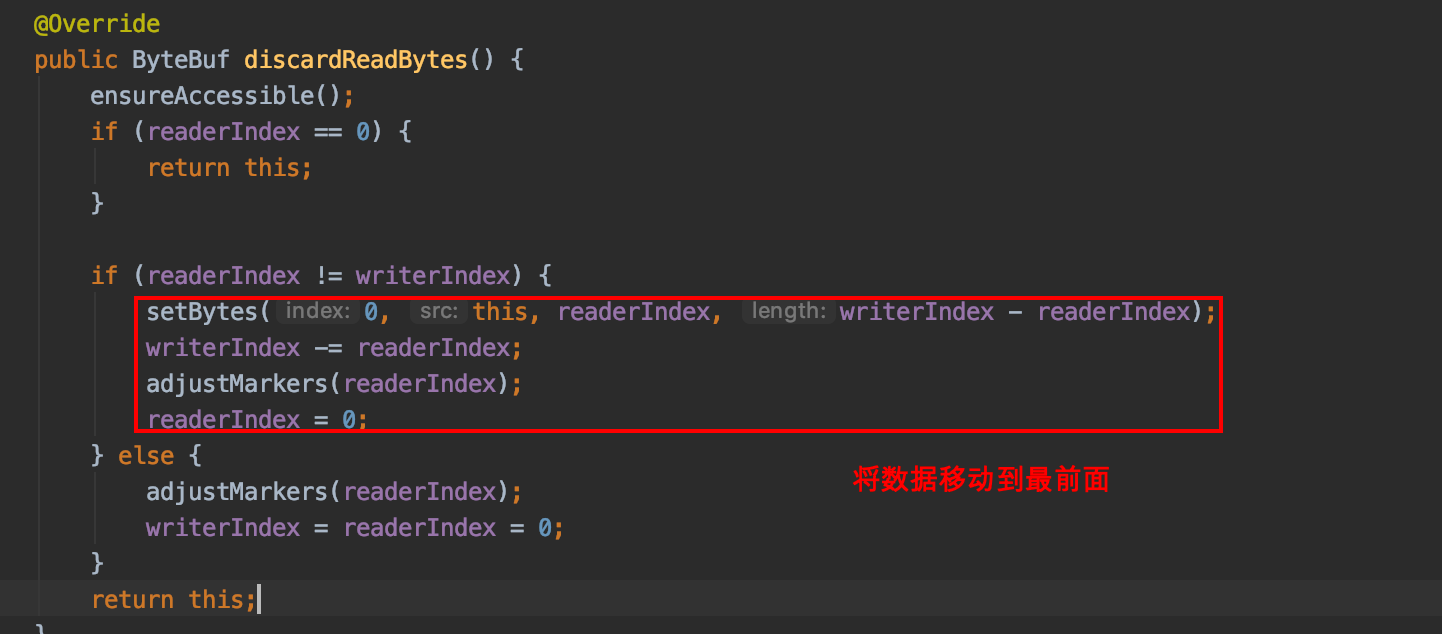 @Override
public ByteBuf discardReadBytes() {
ensureAccessible();
if (readerIndex == 0) {
return this;
}
if (readerIndex != writerIndex) {
setBytes( index: 0, src: this, readerIndex, length: writerIndex - readerIndex);
writerIndex -= readerIndex;
adjustMarkers(readerIndex);
readerIndex = 0;
} else {
将数据移动到最前面
adjustMarkers(readerIndex);
writerIndex = readerIndex = 0;
}
return this;
}